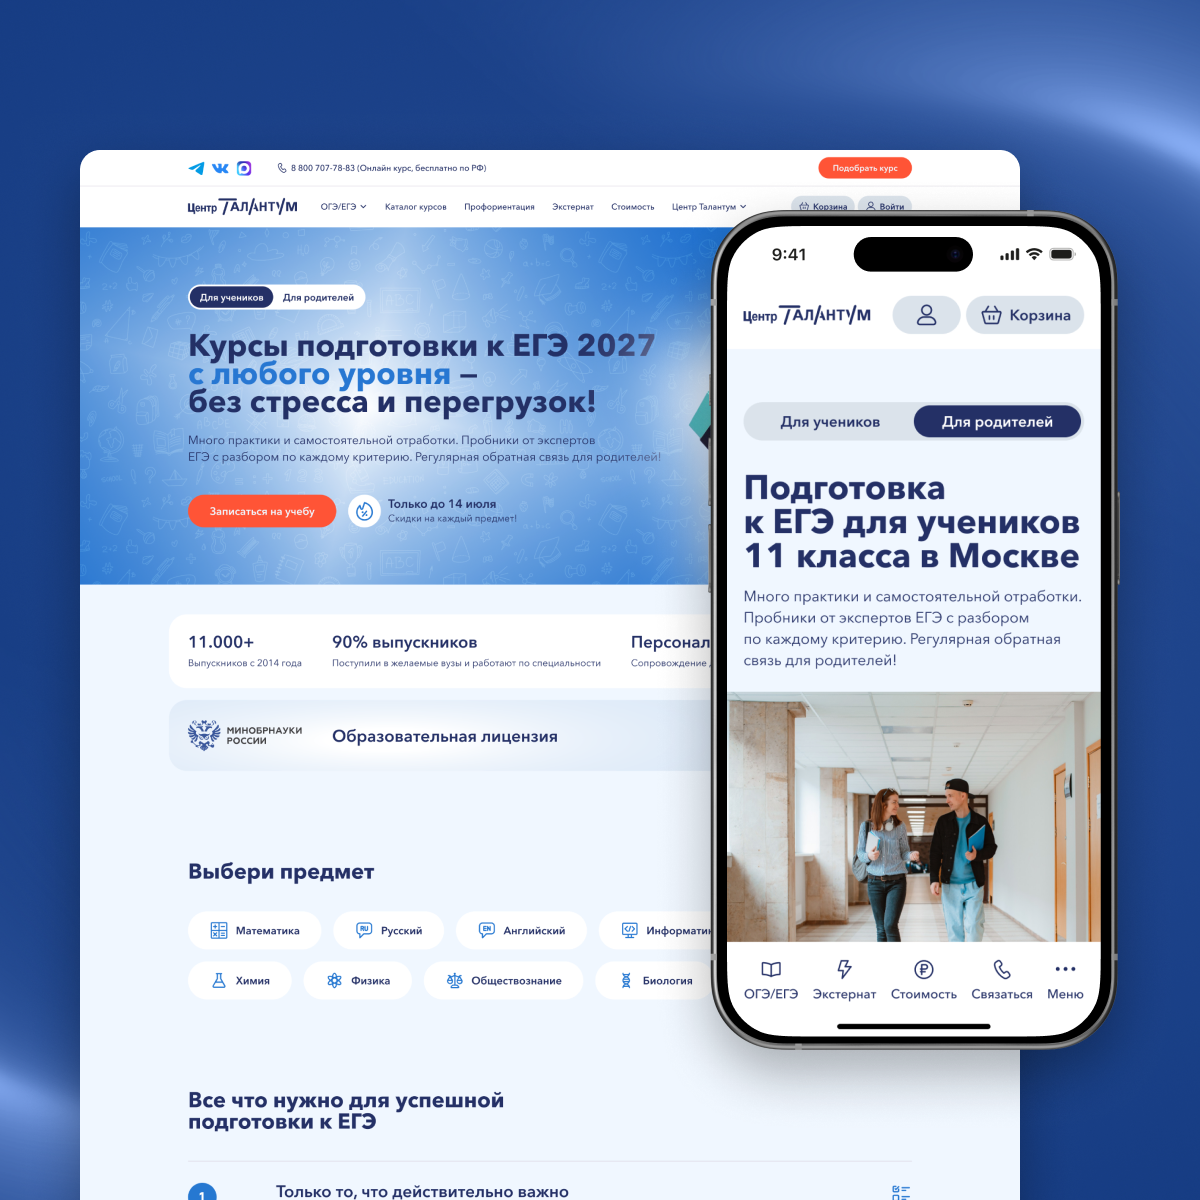 8 800 707-78-83 (Онлайн курс, бесплатно по РФ)
Подобрать курс
Центр ТАЛАНТУМ
ОГЭ/ЕГЭ
Каталог курсов
Профориентация
Экстернат
Стоимость
Центр Талантум
Корзина
Войти
Для учеников
Для родителей
Курсы подготовки к ЕГЭ 2027
с любого уровня –
без стресса и перегрузок!
Много практики и самостоятельной отработки. Пробники от экспертов
ЕГЭ с разбором по каждому критерию. Регулярная обратная связь для родителей!
Записаться на учебу
Только до 14 июля
Скидки на каждый предмет!
11.000+
Выпускников с 2014 года
90% выпускников
Поступили в желаемые вузы и работают по специальности
Персонал
Сопровождение
МИНОБРНАУКИ
РОССИИ
Образовательная лицензия
Выбери предмет
Математика
RU
Русский
EN
Английский
Информатик
Химия
Физика
Обществознание
Биология
Все что нужно для успешной
подготовки к ЕГЭ
1
Только то, что действительно важно
9:41
Центр ТАЛАНТУМ
Корзина
Для учеников
Для родителей
Подготовка
к ЕГЭ для учеников
11 класса в Москве
Много практики и самостоятельной отработки.
Пробники от экспертов ЕГЭ с разбором
по каждому критерию. Регулярная обратная
связь для родителей!
ОГЭ/ЕГЭ
Экстернат
Стоимость
Связаться
Меню